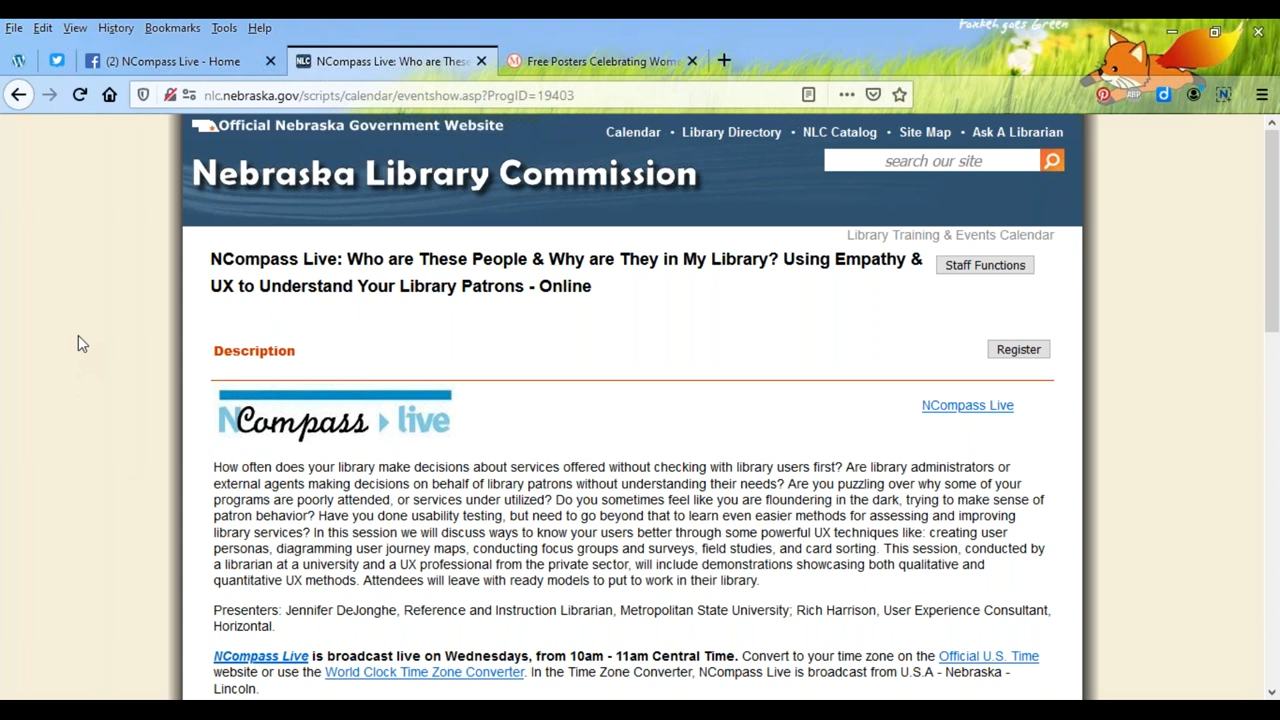 foxkeh goes Green
File Edit View History Bookmarks Tools Help
(2) NCompass Live - Home
NLC NCompass Live: Who are These
Free Posters Celebrating Wom
nlc.nebraska.gov/scripts/calendar/eventshow.asp?ProgID=19403
ABP
Official Nebraska Government Website
Calendar • Library Directory • NLC Catalog • Site Map • Ask A Librarian
Nebraska Library Commission
search our site
Library Training & Events Calendar
NCompass Live: Who are These People & Why are They in My Library? Using Empathy &
UX to Understand Your Library Patrons - Online
Staff Functions
Description
Register
NCompass live
NCompass Live
How often does your library make decisions about services offered without checking with library users first? Are library administrators or
external agents making decisions on behalf of library patrons without understanding their needs? Are you puzzling over why some of your
programs are poorly attended, or services under utilized? Do you sometimes feel like you are floundering in the dark, trying to make sense of
patron behavior? Have you done usability testing, but need to go beyond that to learn even easier methods for assessing and improving
library services? In this session we will discuss ways to know your users better through some powerful UX techniques like: creating user
personas, diagramming user journey maps, conducting focus groups and surveys, field studies, and card sorting. This session, conducted by
a librarian at a university and a UX professional from the private sector, will include demonstrations showcasing both qualitative and
quantitative UX methods. Attendees will leave with ready models to put to work in their library.
Presenters: Jennifer DeJonghe, Reference and Instruction Librarian, Metropolitan State University; Rich Harrison, User Experience Consultant,
Horizontal.
NCompass Live is broadcast live on Wednesdays, from 10am - 11am Central Time. Convert to your time zone on the Official U.S. Time
website or use the World Clock Time Zone Converter. In the Time Zone Converter, NCompass Live is broadcast from U.S.A - Nebraska -
Lincoln.